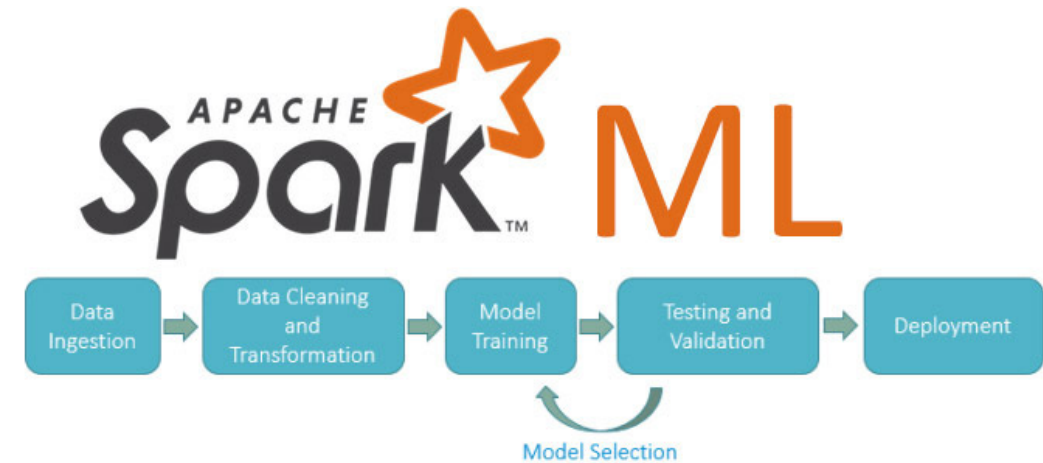 APACHE
Spark™ ML
Data
Ingestion
Data Cleaning
and
Transformation
Model
Training
Testing and
Validation
Deployment
Model Selection